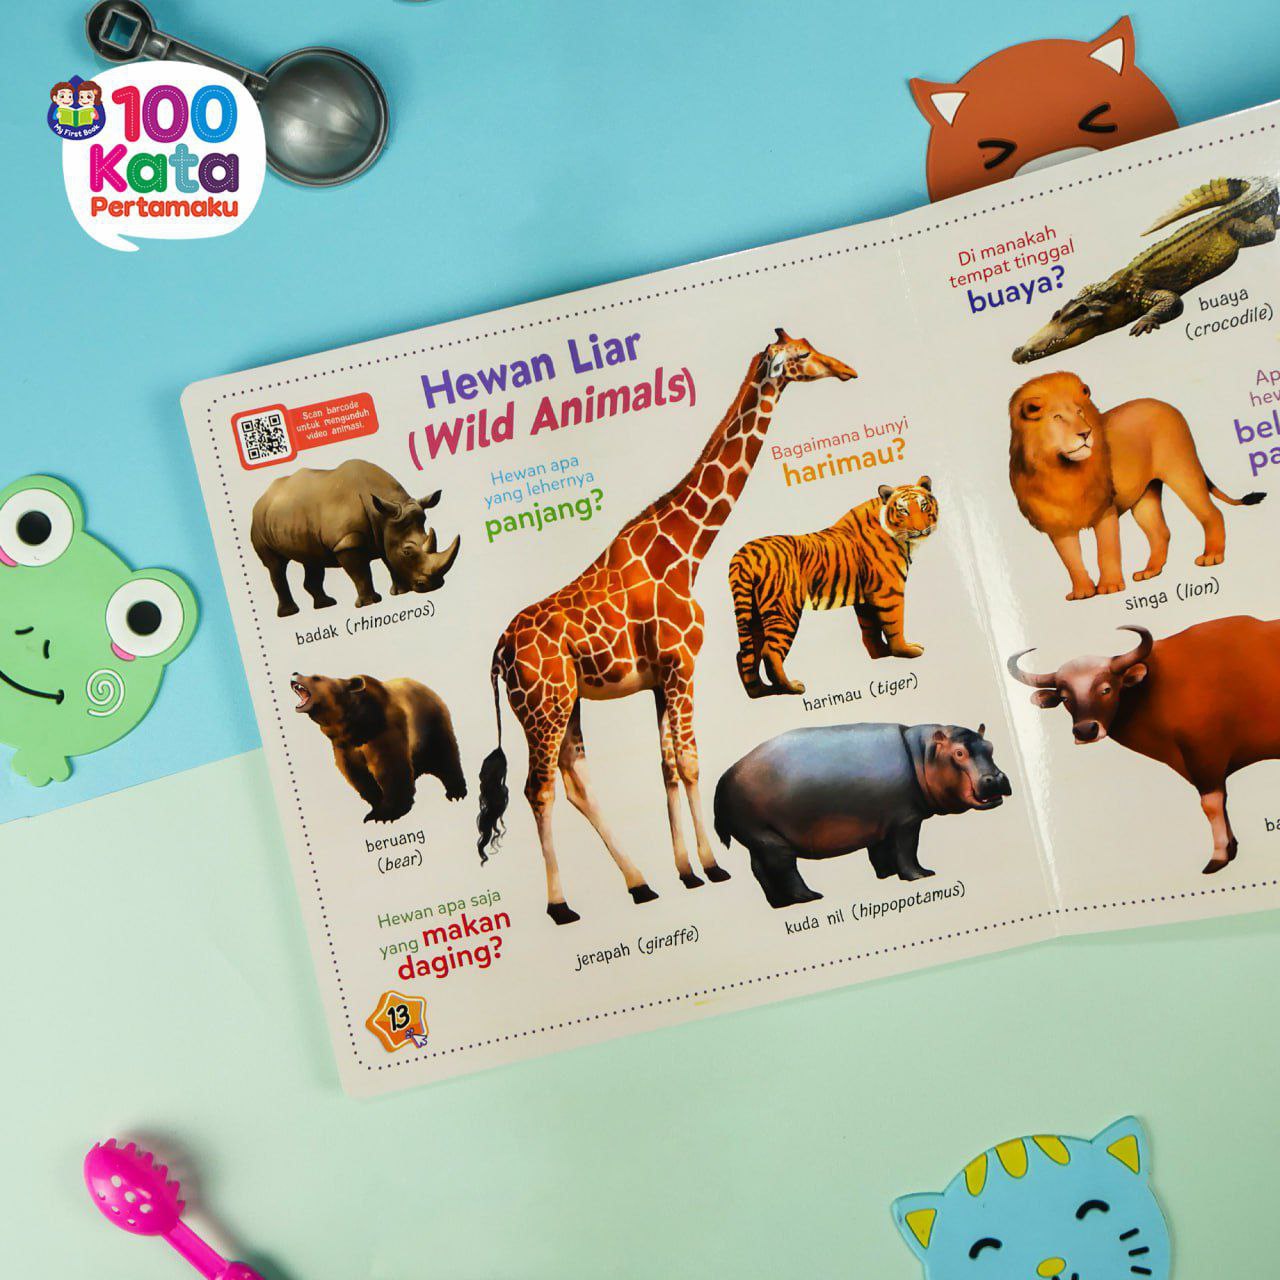 My First Book
100
Kata
Pertamaku
Scan barcode
untuk mengunduh
video animasi.
Hewan Liar
(Wild Animals)
Hewan apa
yang lehernya
panjang?
Bagaimana bunyi
harimau?
badak (rhinoceros)
harimau (tiger)
beruang
(bear)
Hewan apa saja
yang makan
daging?
jerapah (giraffe)
kuda nil (hippopotamus)
13
Di manakah
tempat tinggal
buaya?
buaya
(crocodile)
singa (lion)